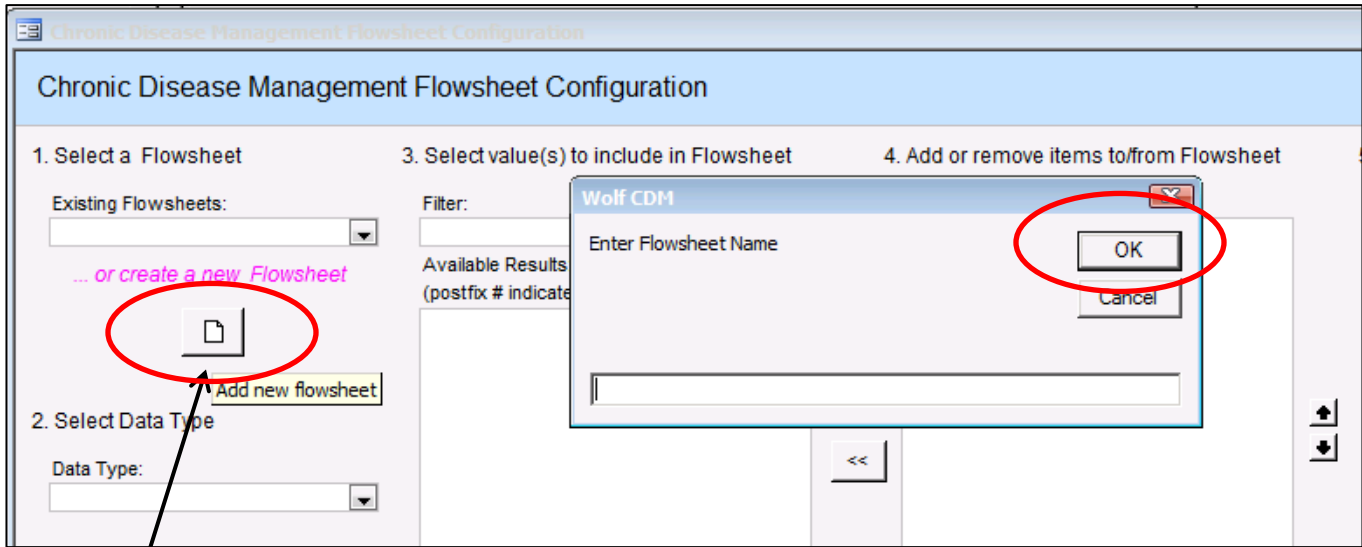 Chronic Disease Management Flowsheet Configuration
Chronic Disease Management Flowsheet Configuration
1. Select a Flowsheet
Existing Flowsheets:
... or create a new Flowsheet
Add new flowsheet
2. Select Data Type
Data Type:
3. Select value(s) to include in Flowsheet
Filter:
Available Results
(postfix # indicate
4. Add or remove items to/from Flowsheet
<<
Wolf CDM
Enter Flowsheet Name
OK
Cancel